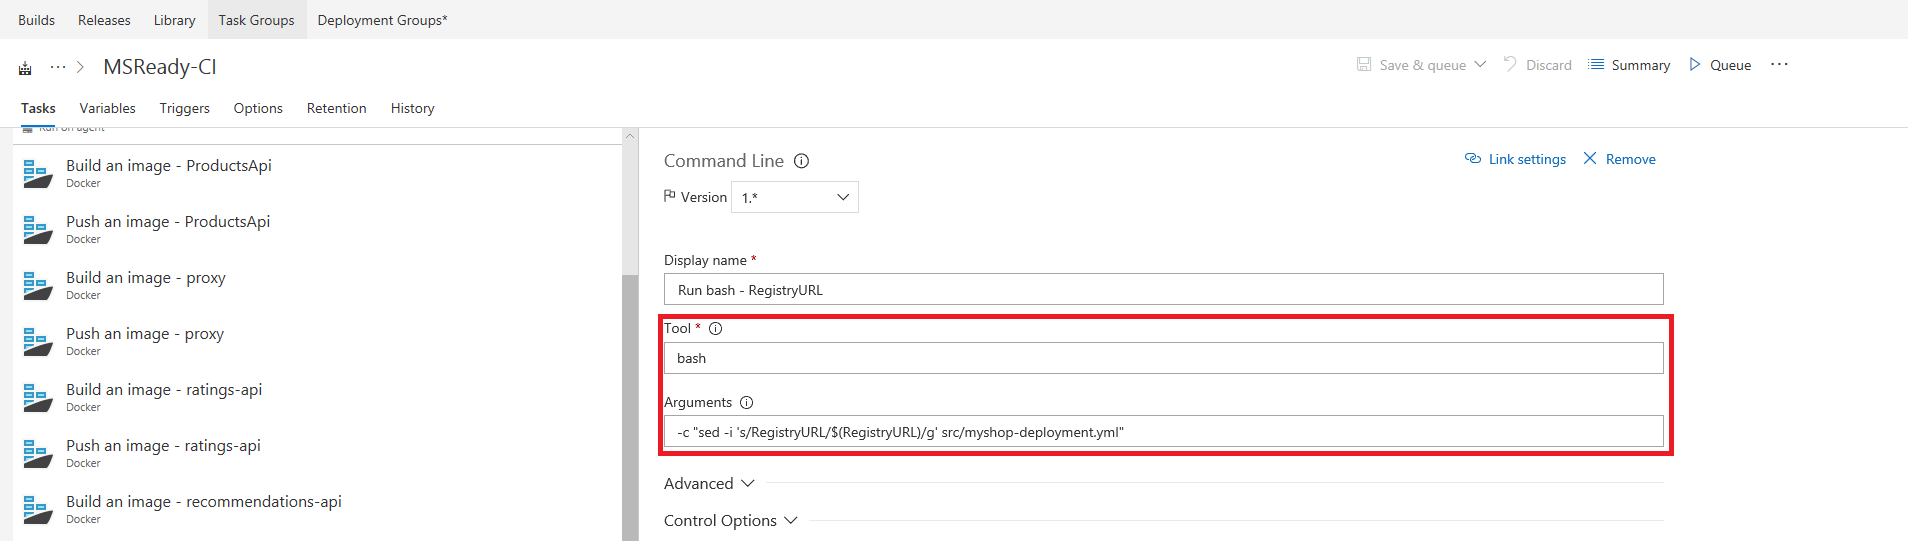 Builds Releases Library Task Groups Deployment Groups*
··· > MSReady-CI Save & queue Discard Summary Queue ···
Tasks Variables Triggers Options Retention History
Run on agent
Build an image - ProductsApi
Docker
Push an image - ProductsApi
Docker
Build an image - proxy
Docker
Push an image - proxy
Docker
Build an image - ratings-api
Docker
Push an image - ratings-api
Docker
Build an image - recommendations-api
Docker
Command Line Link settings Remove
Version 1.*
Display name *
Run bash - RegistryURL
Tool *
bash
Arguments
-c "sed -i 's/RegistryURL/$(RegistryURL)/g' src/myshop-deployment.yml"
Advanced
Control Options